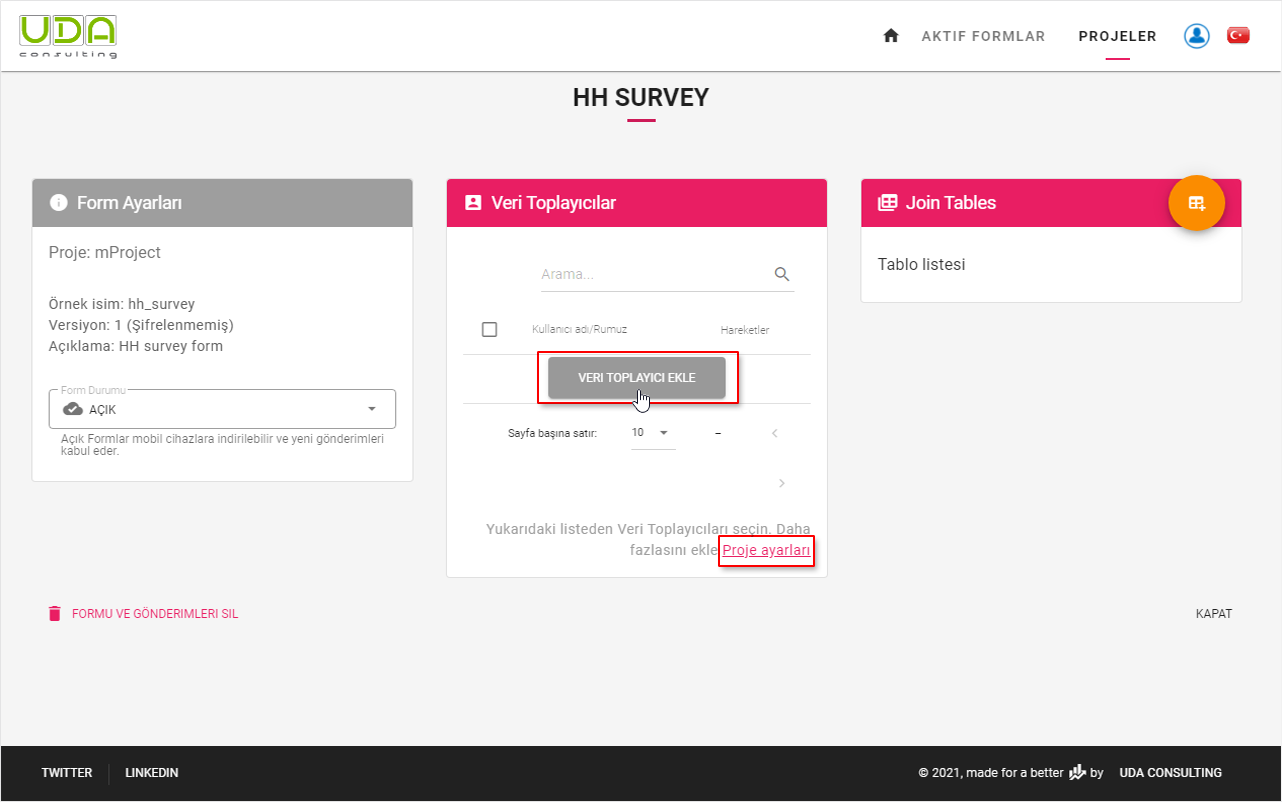 UDA
consulting
AKTIF FORMLAR
PROJELER
HH SURVEY
Form Ayarları
Proje: mProject
Örnek isim: hh_survey
Versiyon: 1 (Şifrelenmemiş)
Açıklama: HH survey form
Form Durumu
AÇIK
Açık Formlar mobil cihazlara indirilebilir ve yeni gönderimleri
kabul eder.
Veri Toplayıcılar
Arama...
Kullanıcı adı/Rumuz
Hareketler
VERI TOPLAYICI EKLE
Sayfa başına satır:
10
–
Yukarıdaki listeden Veri Toplayıcıları seçin. Daha
fazlasını ekle Proje ayarları
Join Tables
Tablo listesi
FORMU VE GÖNDERIMLERI SIL
KAPAT
TWITTER
LINKEDIN
© 2021, made for a better by UDA CONSULTING